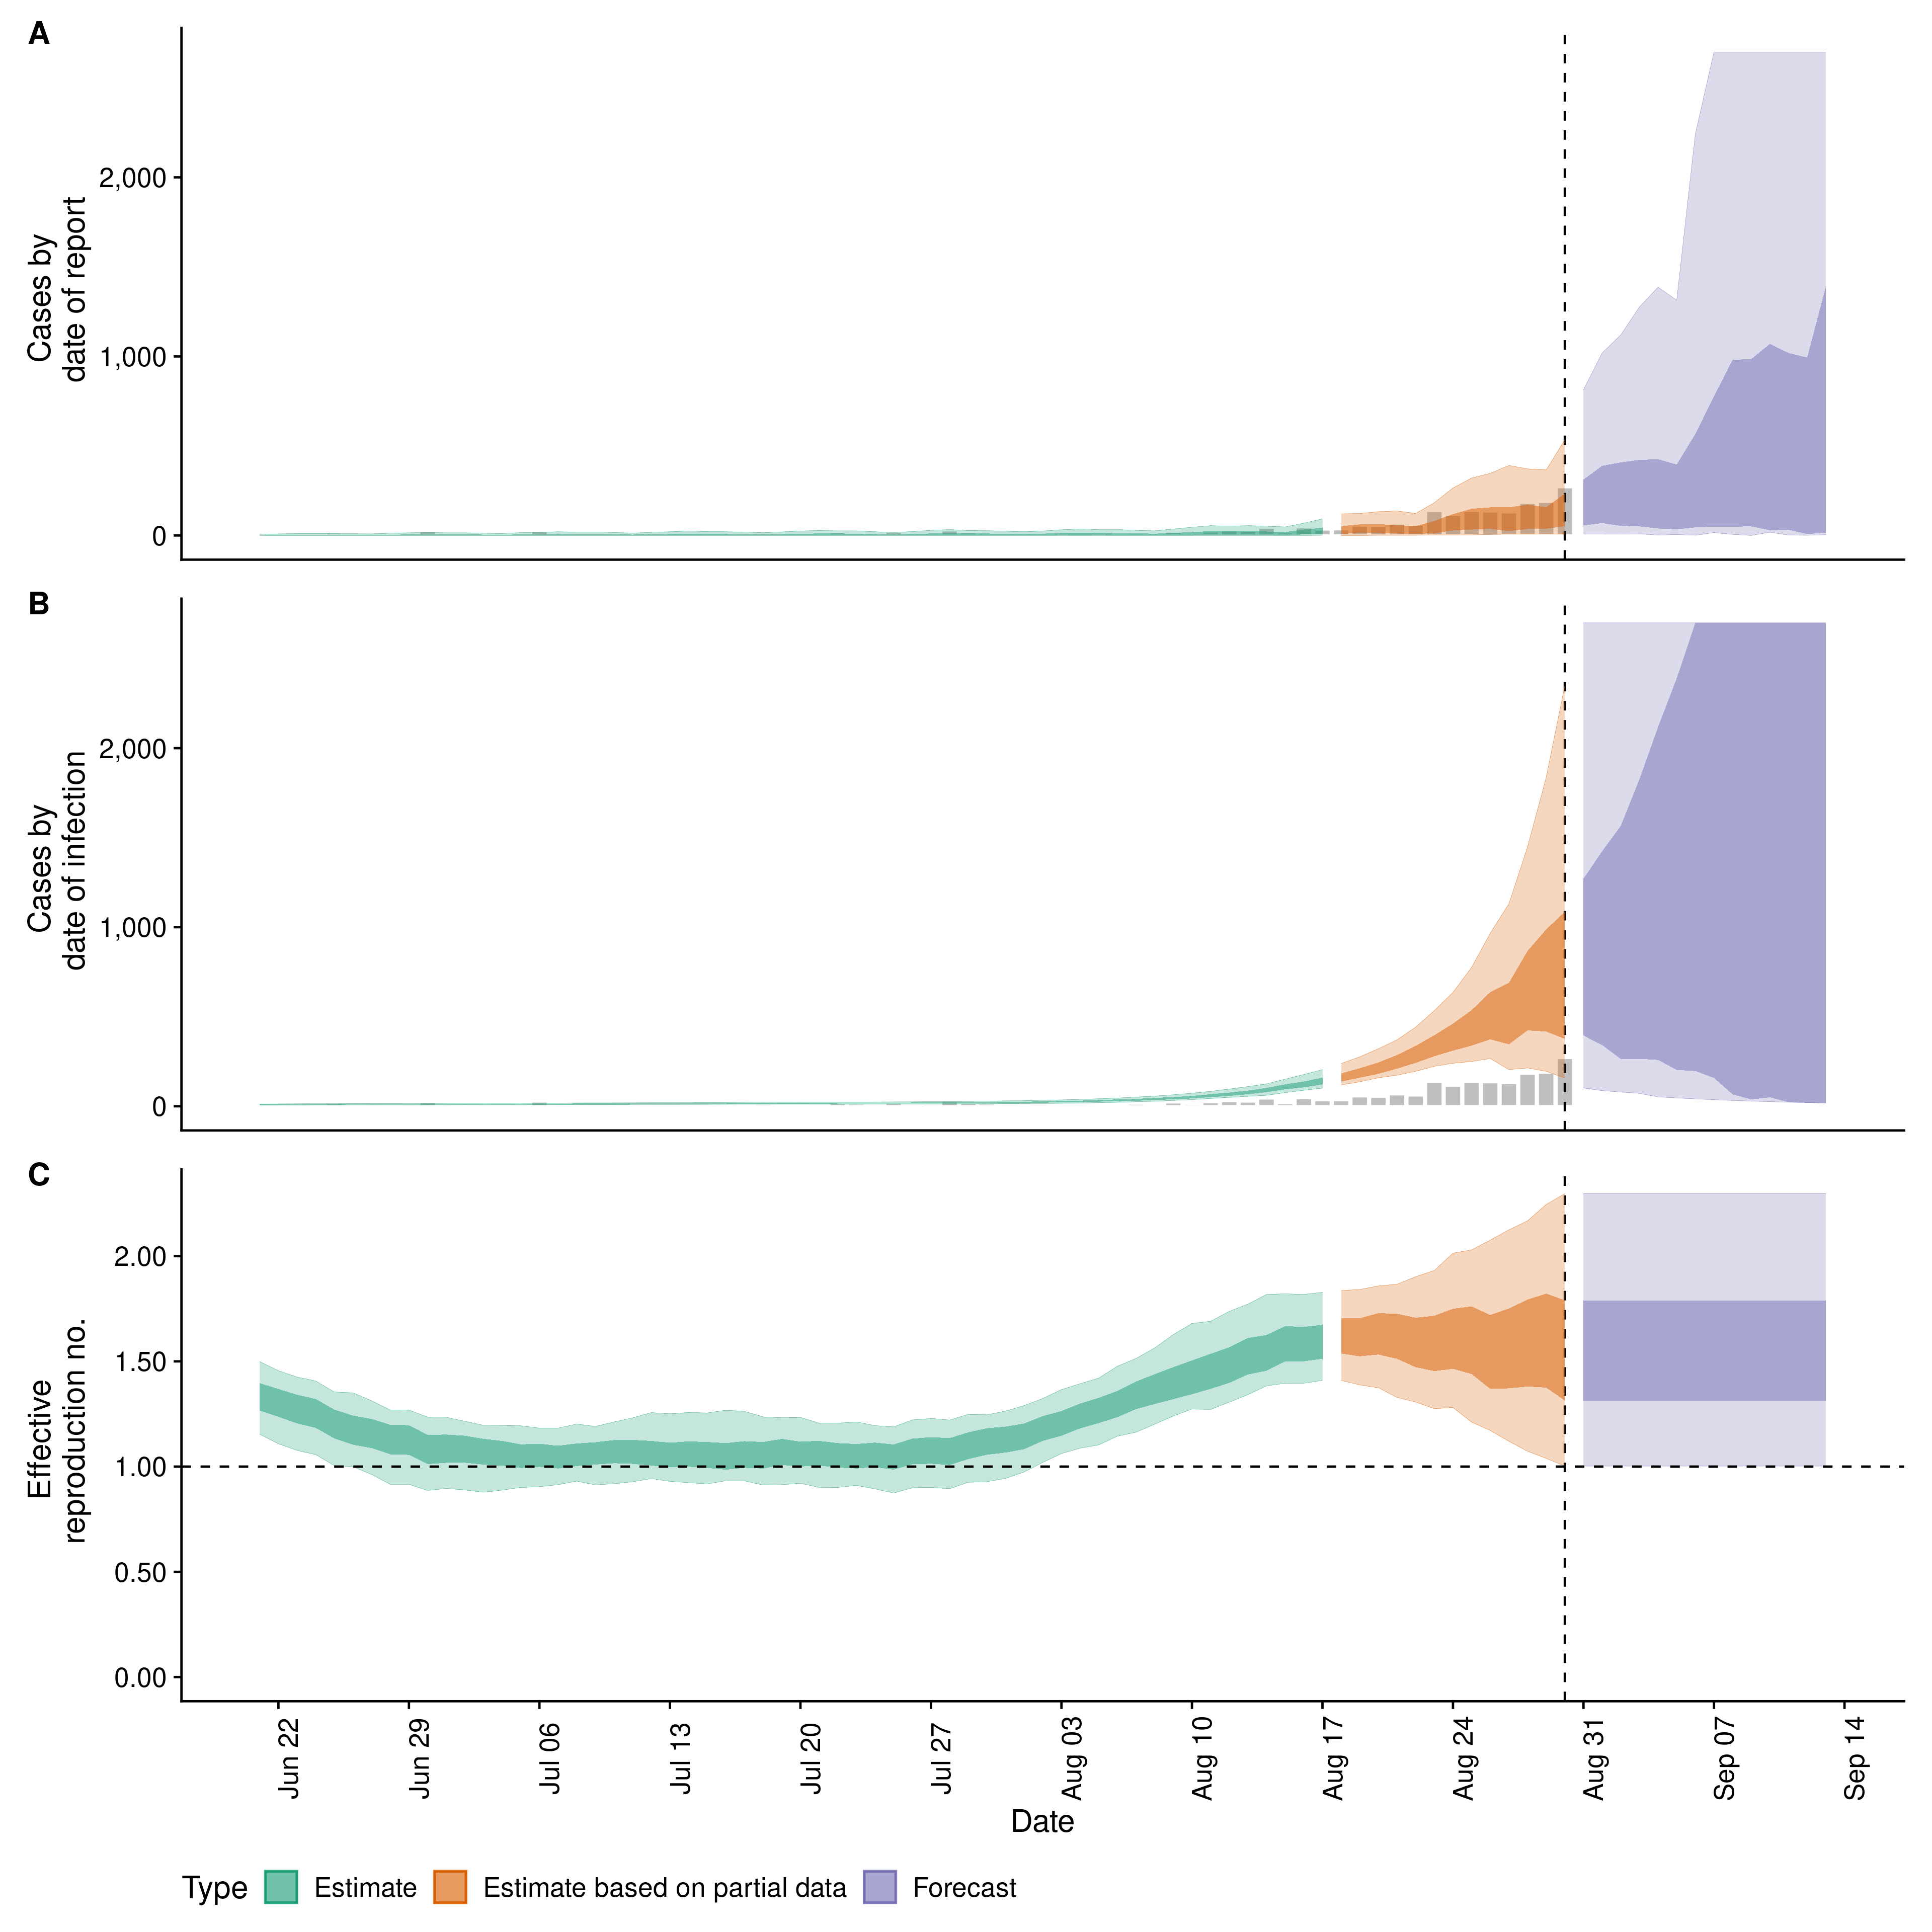 A
Cases by
date of report
2,000
1,000
0
B
Cases by
date of infection
2,000
1,000
0
C
Effective
reproduction no.
2.00
1.50
1.00
0.50
0.00
Jun 22
Jun 29
Jul 06
Jul 13
Jul 20
Jul 27
Aug 03
Aug 10
Aug 17
Aug 24
Aug 31
Sep 07
Sep 14
Date
Type Estimate Estimate based on partial data Forecast